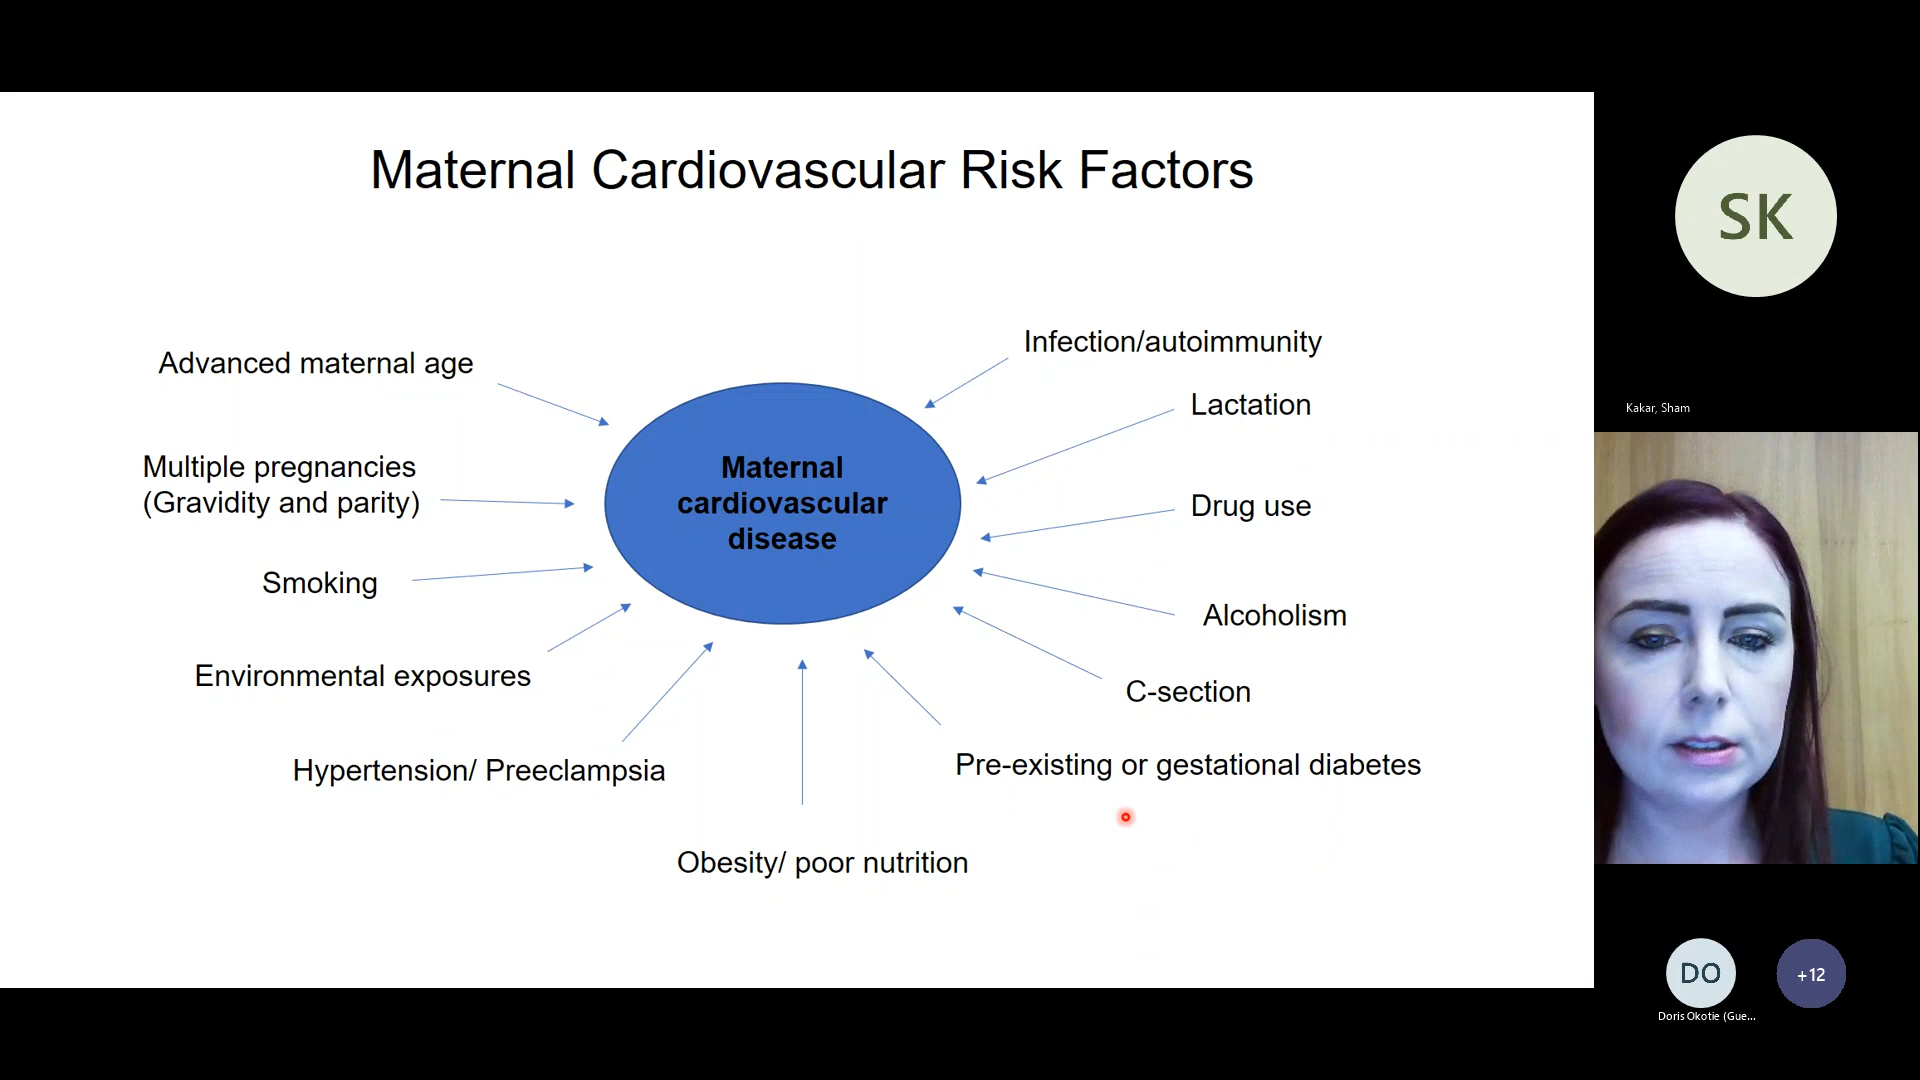 Maternal Cardiovascular Risk Factors
Advanced maternal age
Multiple pregnancies
(Gravidity and parity)
Smoking
Environmental exposures
Hypertension/ Preeclampsia
Obesity/ poor nutrition
Maternal
cardiovascular
disease
Infection/autoimmunity
Lactation
Drug use
Alcoholism
C-section
Pre-existing or gestational diabetes
SK
Kakar, Sham
DO
+12
Doris Okotie (Gue...